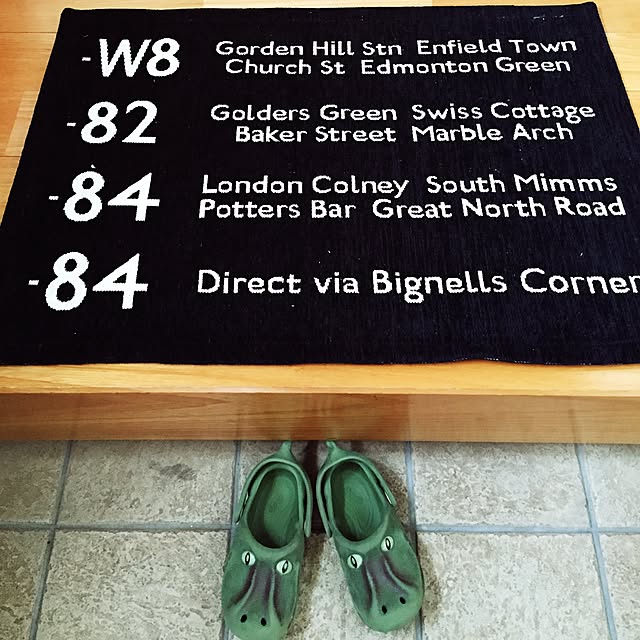 -W8 Gorden Hill Stn Enfield Town
Church St Edmonton Green
-82 Golders Green Swiss Cottage
Baker Street Marble Arch
-84 London Colney South Mimms
Potters Bar Great North Road
-84 Direct via Bignells Corner